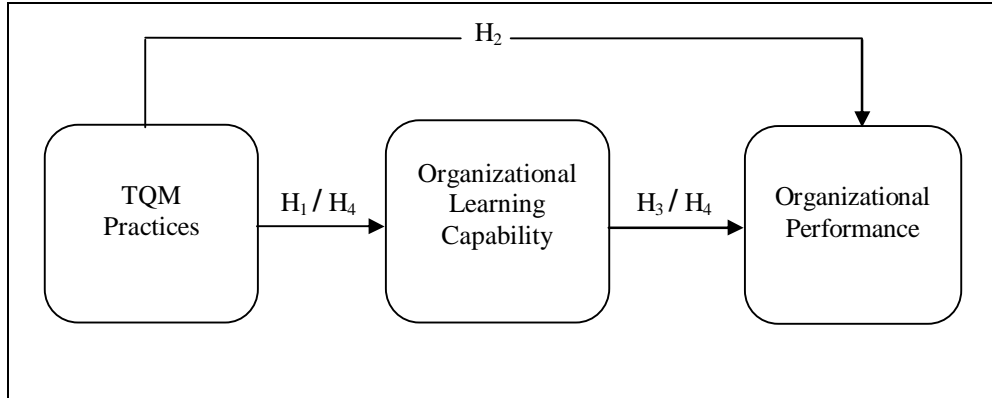 H₂
TQM
Practices
H₁ / H₄
Organizational
Learning
Capability
H₃ / H₄
Organizational
Performance